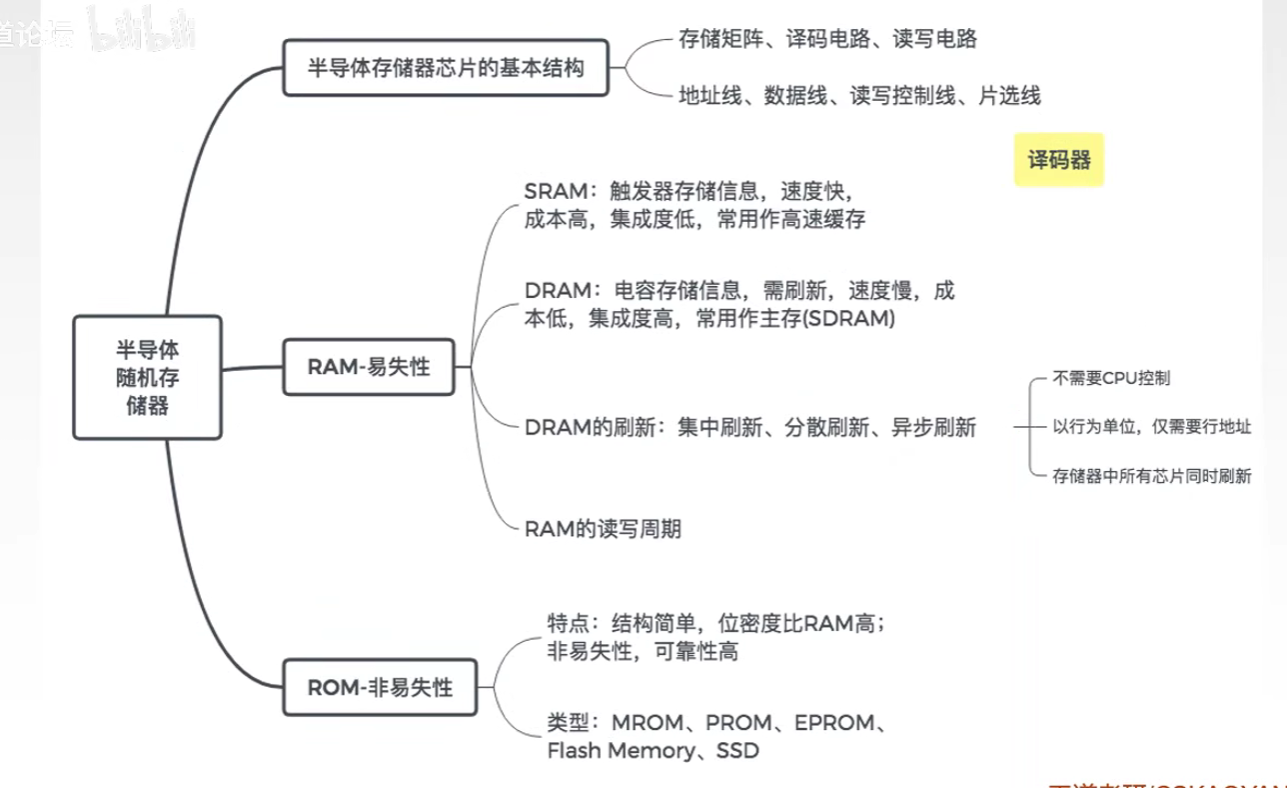 道论坛 bilibili
半导体存储器芯片的基本结构
存储矩阵、译码电路、读写电路
地址线、数据线、读写控制线、片选线
译码器
SRAM：触发器存储信息，速度快，
成本高，集成度低，常用作高速缓存
DRAM：电容存储信息，需刷新，速度慢，成
本低，集成度高，常用作主存(SDRAM)
半导体
随机存
储器
RAM-易失性
DRAM的刷新：集中刷新、分散刷新、异步刷新
不需要CPU控制
以行为单位，仅需要行地址
存储器中所有芯片同时刷新
RAM的读写周期
ROM-非易失性
特点：结构简单，位密度比RAM高；
非易失性，可靠性高
类型：MROM、PROM、EPROM、
Flash Memory、SSD